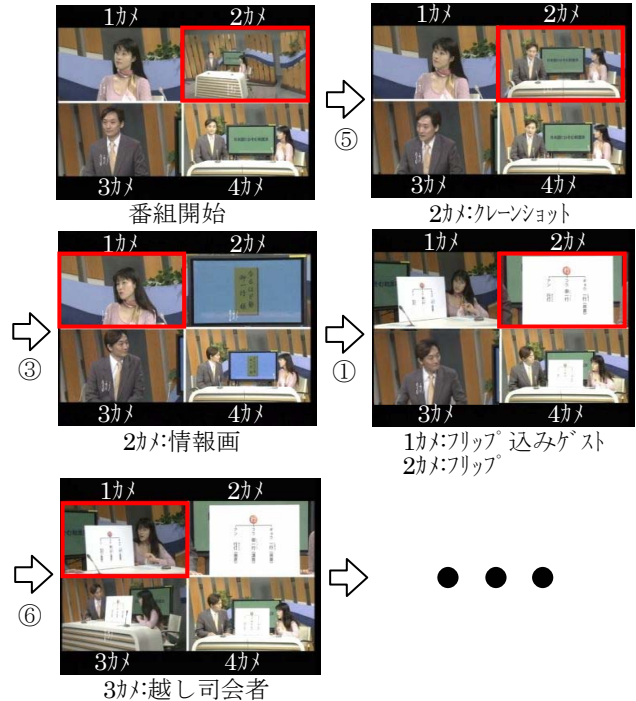 1カメ 2カメ
3カメ 4カメ
番組開始
⑤
1カメ 2カメ
3カメ 4カメ
2カメ:クレーンショット
③
1カメ 2カメ
3カメ 4カメ
2カメ:情報画
①
1カメ 2カメ
3カメ 4カメ
1カメ:フリップ込みゲスト
2カメ:フリップ
⑥
1カメ 2カメ
3カメ 4カメ
3カメ:越し司会者